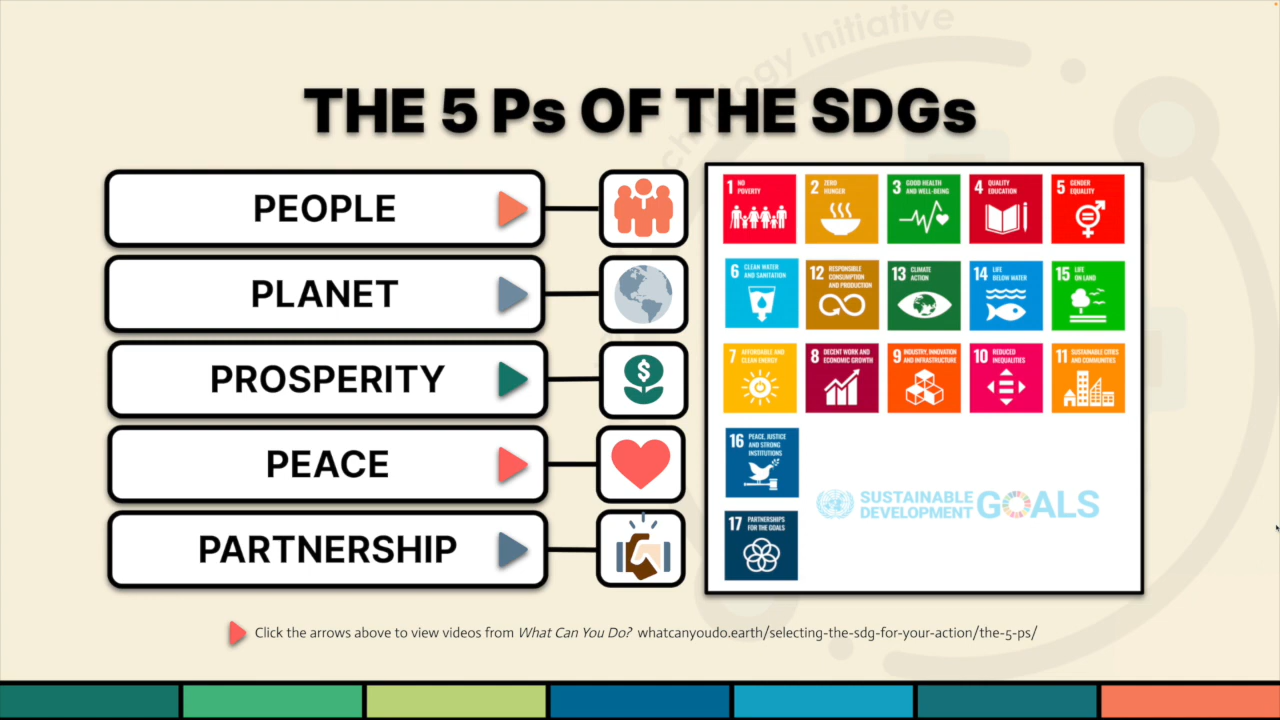 chnology Initiative
THE 5 Ps OF THE SDGs
PEOPLE
PLANET
PROSPERITY
PEACE
PARTNERSHIP
$
1 NO
POVERTY
2 ZERO
HUNGER
3 GOOD HEALTH
AND WELL-BEING
4 QUALITY
EDUCATION
5 GENDER
EQUALITY
6 CLEAN WATER
AND SANITATION
12 RESPONSIBLE
CONSUMPTION
AND PRODUCTION
13 CLIMATE
ACTION
14 LIFE
BELOW WATER
15 LIFE
ON LAND
7 AFFORDABLE AND
CLEAN ENERGY
8 DECENT WORK AND
ECONOMIC GROWTH
9 INDUSTRY, INNOVATION
AND INFRASTRUCTURE
10 REDUCED
INEQUALITIES
11 SUSTAINABLE CITIES
AND COMMUNITIES
16 PEACE, JUSTICE
AND STRONG
INSTITUTIONS
17 PARTNERSHIPS
FOR THE GOALS
SUSTAINABLE
DEVELOPMENT GOALS
Click the arrows above to view videos from What Can You Do? whatcanyoudo.earth/selecting-the-sdg-for-your-action/the-5-ps/